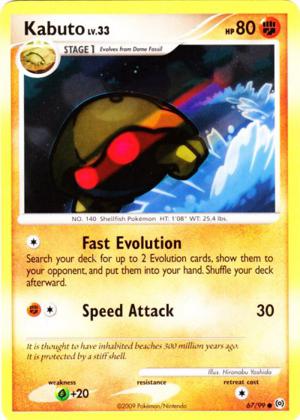 Kabuto LV.33
HP 80
STAGE 1 Evolves from Dome Fossil
NO. 140 Shellfish Pokémon HT: 1'08" WT: 25.4 lbs.
Fast Evolution
Search your deck for up to 2 Evolution cards, show them
to your opponent, and put them into your hand. Shuffle your deck
afterward.
Speed Attack 30
It is thought to have inhabited beaches 300 million years ago.
It is protected by a stiff shell.
Illus. Hironobu Yoshida
weakness resistance retreat cost
+20
©2009 Pokémon/Nintendo
67/99